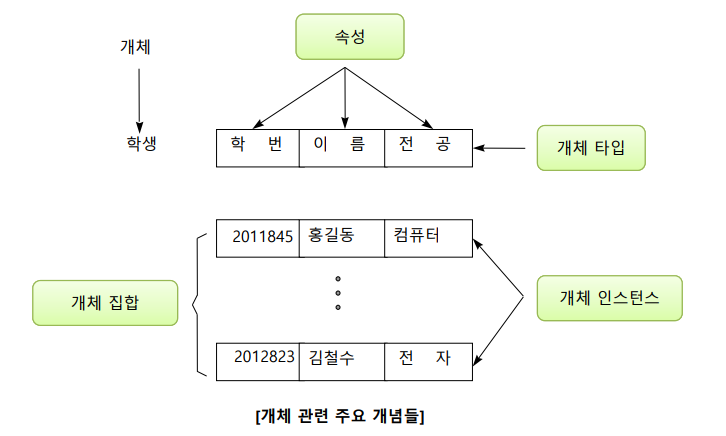 속성
개체
학생
학 번 이 름 전 공
개체 타입
2011845 홍길동 컴퓨터
개체 집합
개체 인스턴스
2012823 김철수 전 자
[개체 관련 주요 개념들]